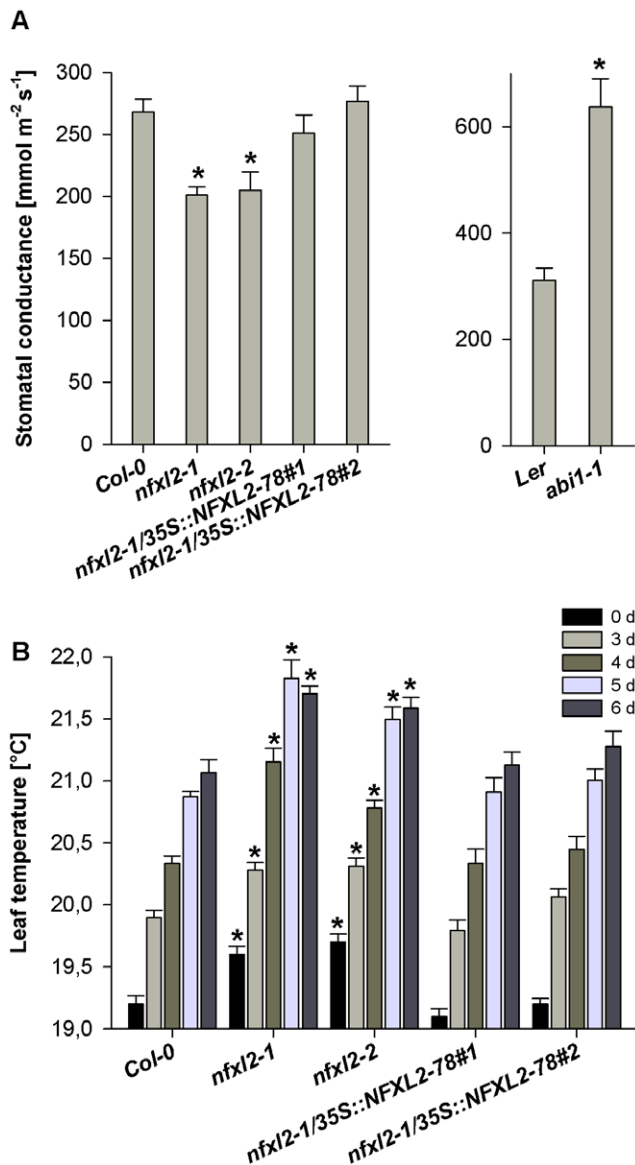 A
Stomatal conductance [mmol m⁻² s⁻¹]
300
250
200
150
100
50
0
*
*
Col-0
nfxl2-1
nfxl2-2
nfxl2-1/35S::NFXL2-78#1
nfxl2-1/35S::NFXL2-78#2
600
400
200
0
*
Ler
abi1-1
B
Leaf temperature [°C]
22,0
21,5
21,0
20,5
20,0
19,5
19,0
0 d
3 d
4 d
5 d
6 d
* * * * *
* * * * *
Col-0
nfxl2-1
nfxl2-2
nfxl2-1/35S::NFXL2-78#1
nfxl2-1/35S::NFXL2-78#2